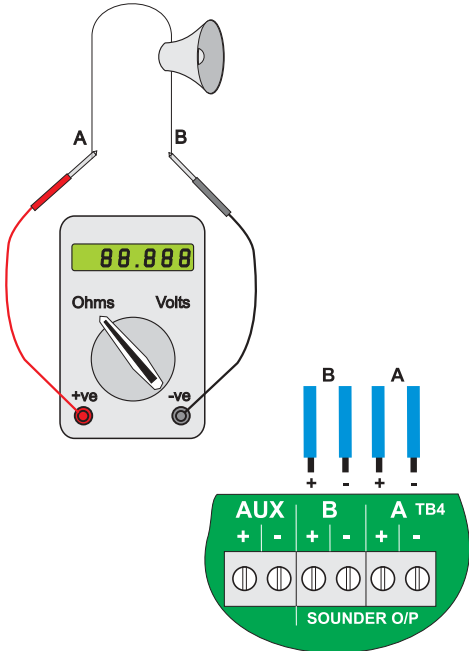 A B
88.888
Ohms Volts
+ve -ve
B A
+ - + -
AUX B A TB4
+ - + - + -
SOUNDER O/P